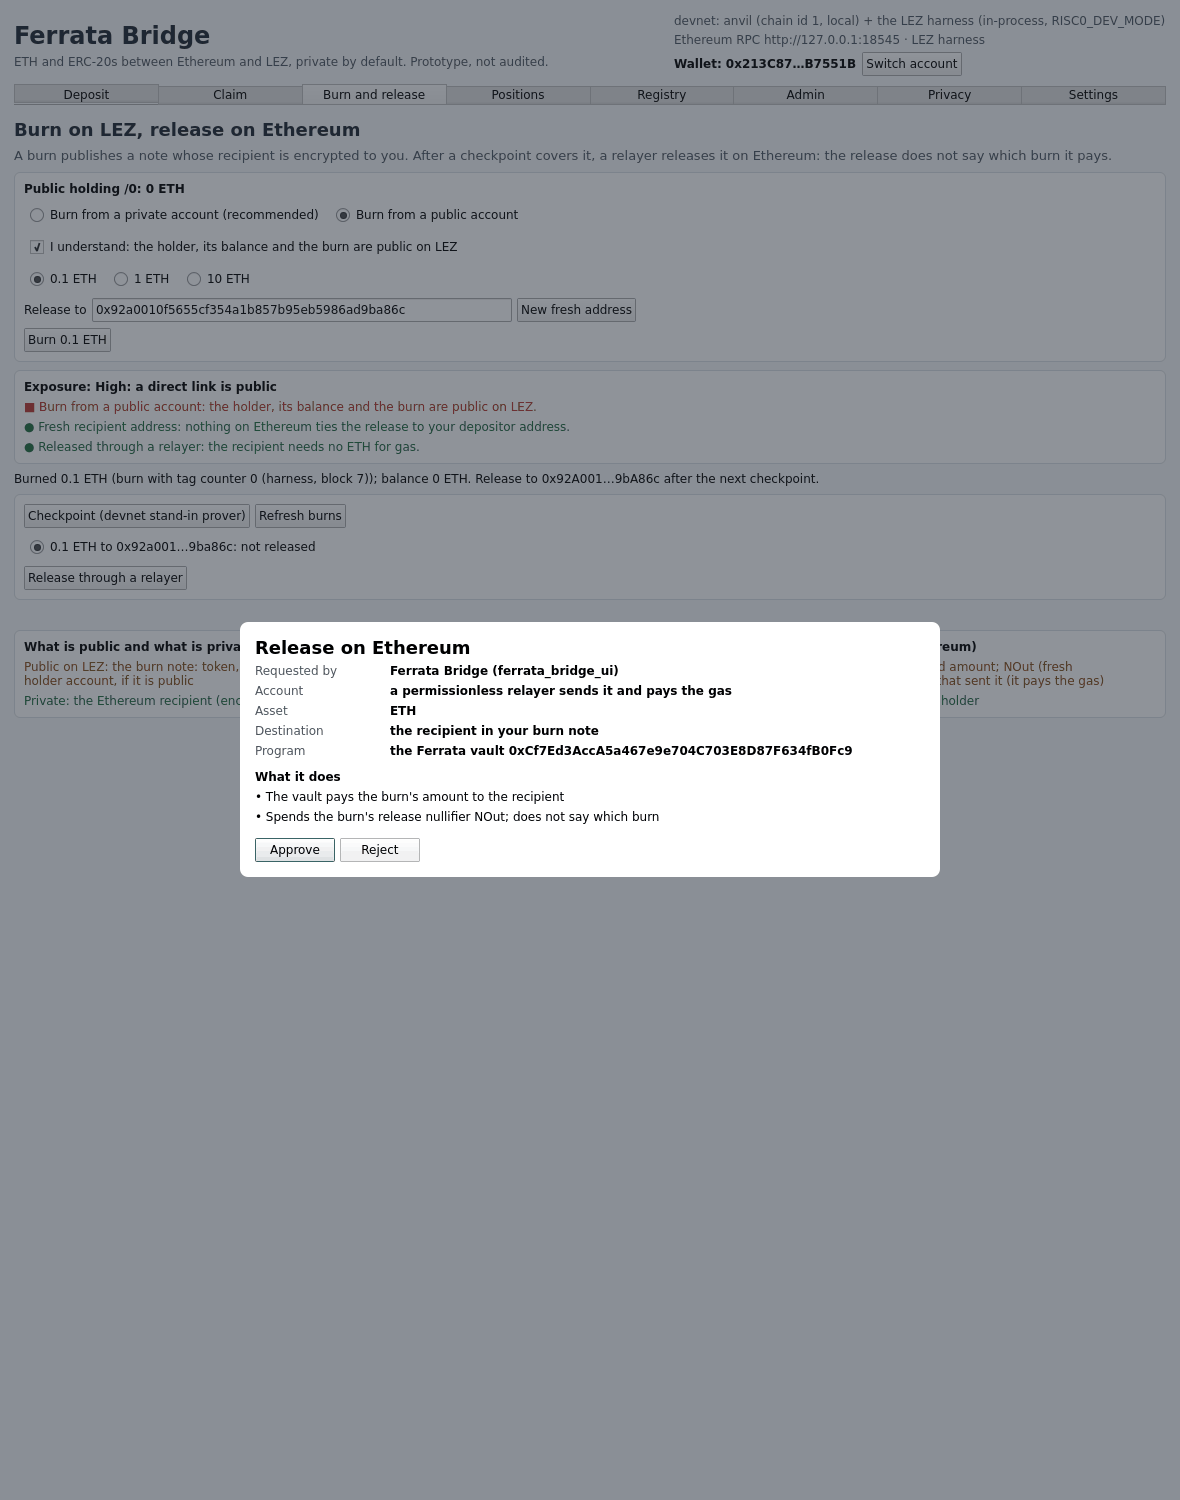 Ferrata Bridge
ETH and ERC-20s between Ethereum and LEZ, private by default. Prototype, not audited.
devnet: anvil (chain id 1, local) + the LEZ harness (in-process, RISC0_DEV_MODE)
Ethereum RPC http://127.0.0.1:18545 · LEZ harness
Wallet: 0x213C87…B7551B Switch account
Deposit Claim Burn and release Positions Registry Admin Privacy Settings
Burn on LEZ, release on Ethereum
A burn publishes a note whose recipient is encrypted to you. After a checkpoint covers it, a relayer releases it on Ethereum: the release does not say which burn it pays.
Public holding /0: 0 ETH
Burn from a private account (recommended) Burn from a public account
I understand: the holder, its balance and the burn are public on LEZ
0.1 ETH 1 ETH 10 ETH
Release to 0x92a0010f5655cf354a1b857b95eb5986ad9ba86c New fresh address
Burn 0.1 ETH
Exposure: High: a direct link is public
■ Burn from a public account: the holder, its balance and the burn are public on LEZ.
● Fresh recipient address: nothing on Ethereum ties the release to your depositor address.
● Released through a relayer: the recipient needs no ETH for gas.
Burned 0.1 ETH (burn with tag counter 0 (harness, block 7)); balance 0 ETH. Release to 0x92A001…9bA86c after the next checkpoint.
Checkpoint (devnet stand-in prover) Refresh burns
0.1 ETH to 0x92a001…9ba86c: not released
Release through a relayer
What is public and what is priva
reum)
Public on LEZ: the burn note: token,
d amount; NOut (fresh
holder account, if it is public
that sent it (it pays the gas)
Private: the Ethereum recipient (enc
holder
Release on Ethereum
Requested by Ferrata Bridge (ferrata_bridge_ui)
Account a permissionless relayer sends it and pays the gas
Asset ETH
Destination the recipient in your burn note
Program the Ferrata vault 0xCf7Ed3AccA5a467e9e704C703E8D87F634fB0Fc9
What it does
• The vault pays the burn's amount to the recipient
• Spends the burn's release nullifier NOut; does not say which burn
Approve Reject